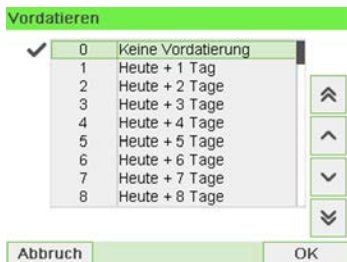 Vordatieren
0 Keine Vordatierung
1 Heute + 1 Tag
2 Heute + 2 Tage
3 Heute + 3 Tage
4 Heute + 4 Tage
5 Heute + 5 Tage
6 Heute + 6 Tage
7 Heute + 7 Tage
8 Heute + 8 Tage
Abbruch OK